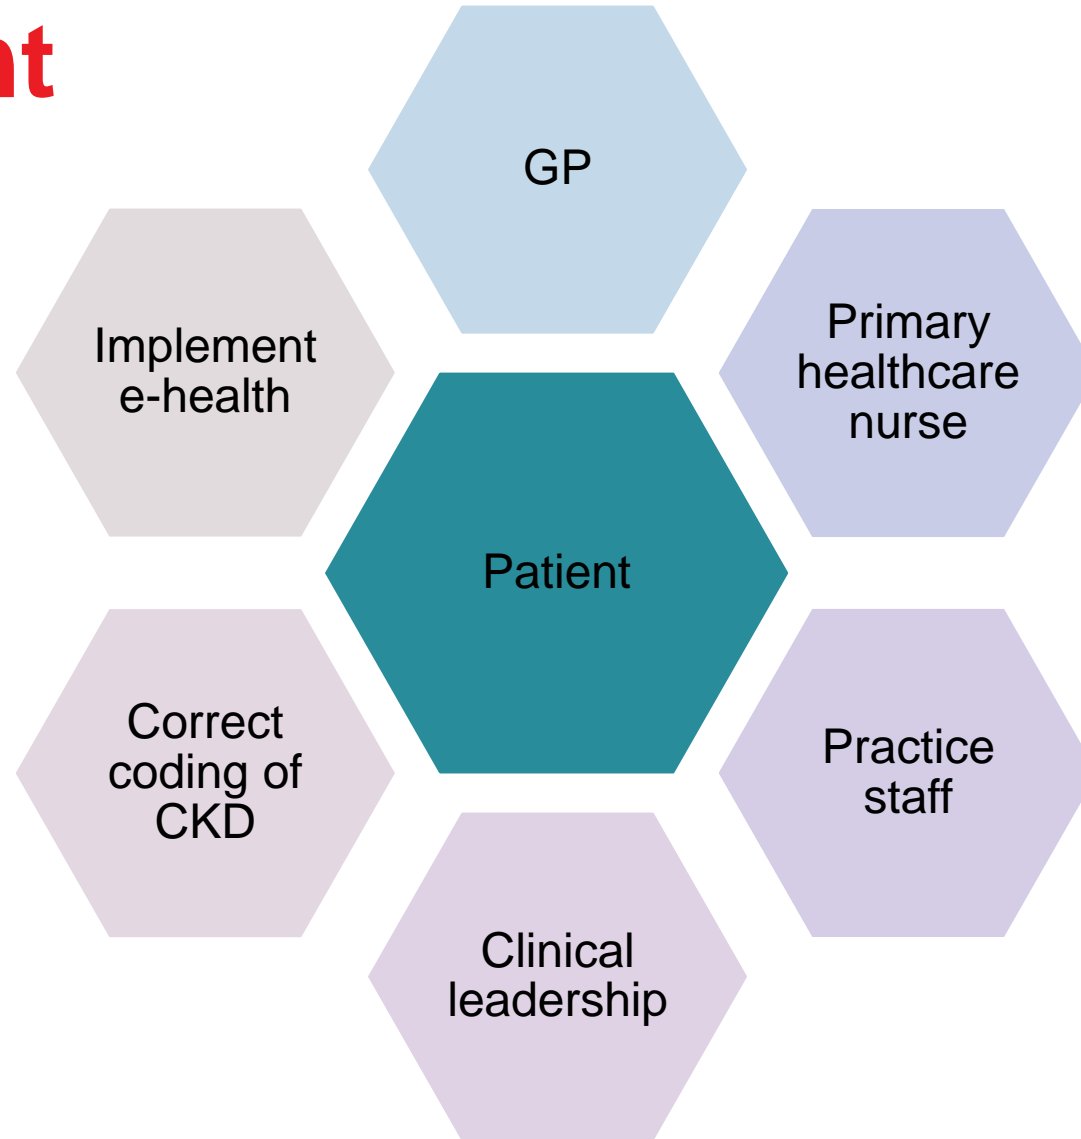 nt
GP
Primary
healthcare
nurse
Implement
e-health
Patient
Practice
staff
Correct
coding of
CKD
Clinical
leadership